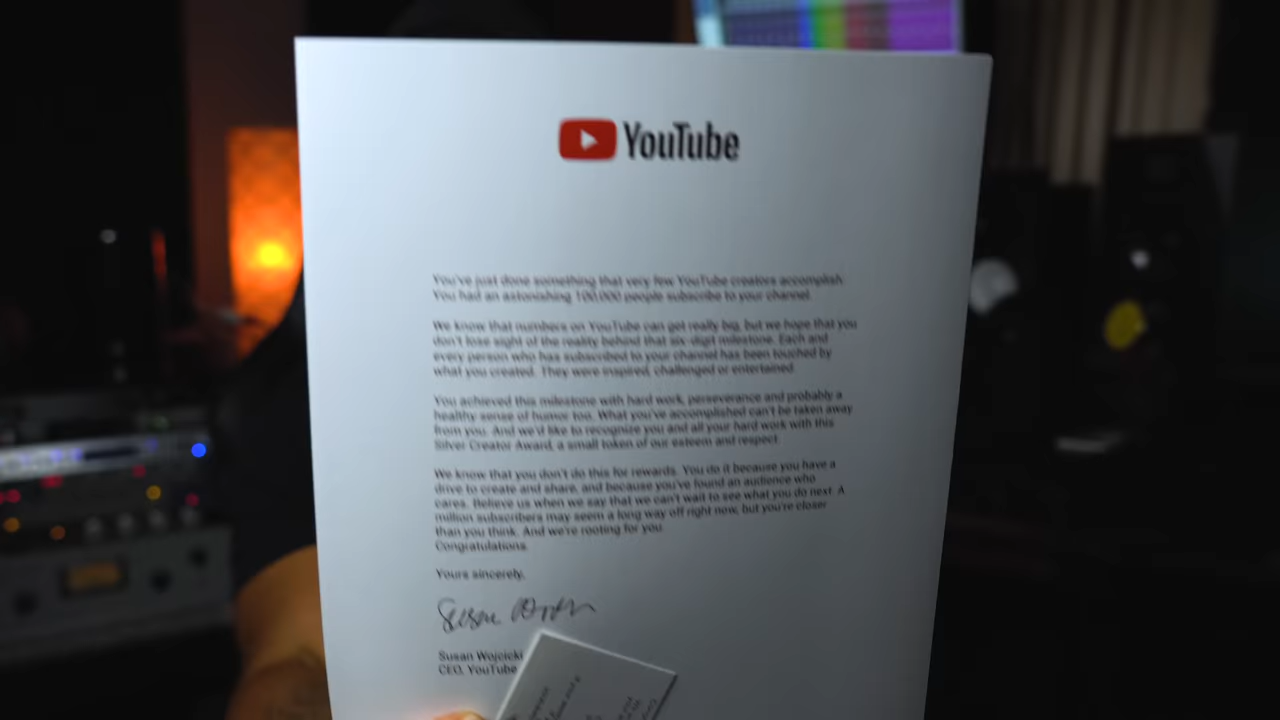 YouTube
You've just done something that very few YouTube creators accomplish.
You had an astonishing 100,000 people subscribe to your channel.
We know that numbers on YouTube can get really big, but we hope that you
don't lose sight of the reality behind that six-digit milestone. Each and
every person who has subscribed to your channel has been touched by
what you created. They were inspired, challenged or entertained.
You achieved this milestone with hard work, perseverance and probably a
healthy sense of humor too. What you've accomplished can't be taken away
from you. And we'd like to recognize you and all your hard work with this
Silver Creator Award, a small token of our esteem and respect.
We know that you don't do this for rewards. You do it because you have a
drive to create and share, and because you've found an audience who
cares. Believe us when we say that we can't wait to see what you do next. A
million subscribers may seem a long way off right now, but you're closer
than you think. And we're rooting for you.
Congratulations.
Yours sincerely,
Susan Wojcicki
CEO, YouTube